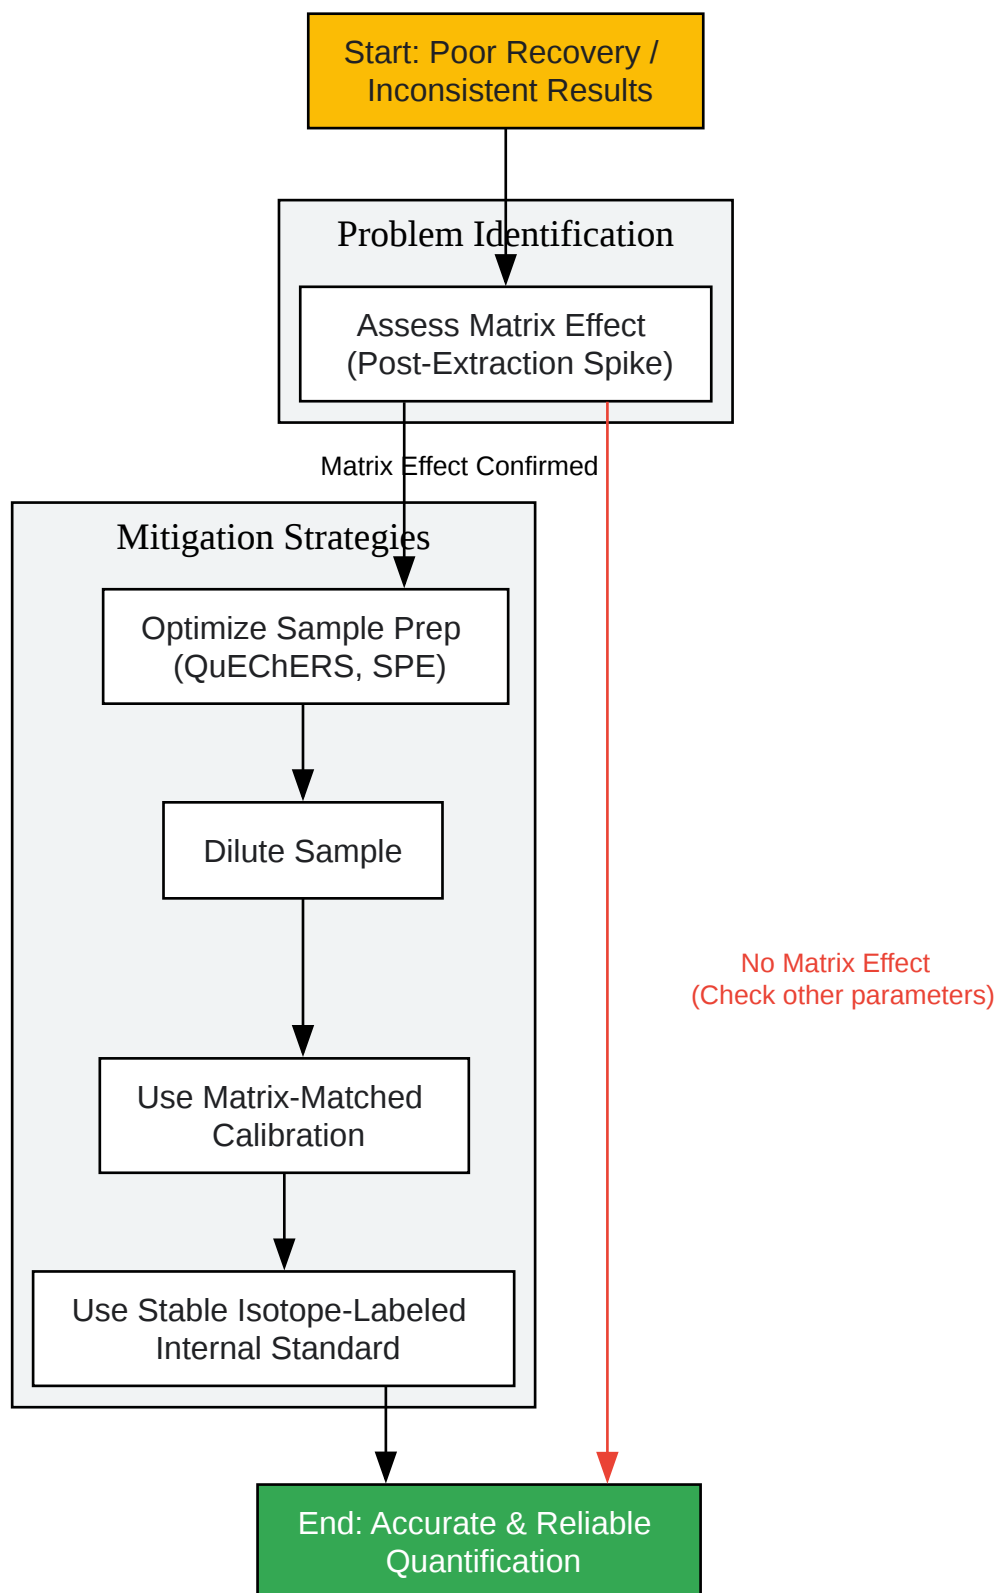 Start: Poor Recovery /
Inconsistent Results
Problem Identification
Assess Matrix Effect
(Post-Extraction Spike)
Matrix Effect Confirmed
Mitigation Strategies
Optimize Sample Prep
(QuEChERS, SPE)
Dilute Sample
No Matrix Effect
(Check other parameters)
Use Matrix-Matched
Calibration
Use Stable Isotope-Labeled
Internal Standard
End: Accurate & Reliable
Quantification